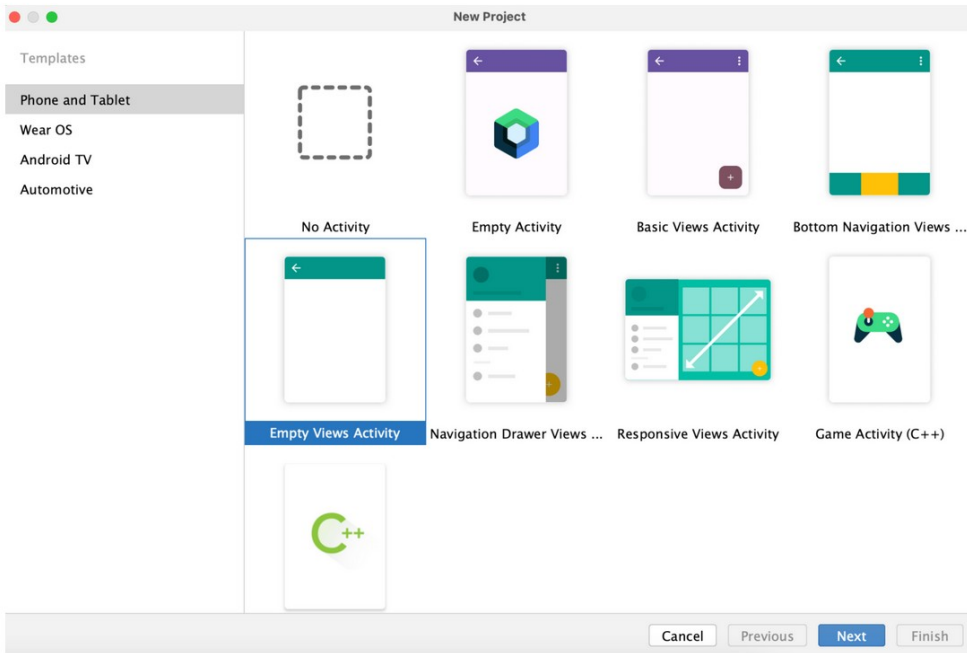 New Project
Templates
Phone and Tablet
Wear OS
Android TV
Automotive
No Activity
Empty Activity
Basic Views Activity
Bottom Navigation Views ...
Empty Views Activity
Navigation Drawer Views ...
Responsive Views Activity
Game Activity (C++)
C++
Cancel
Previous
Next
Finish